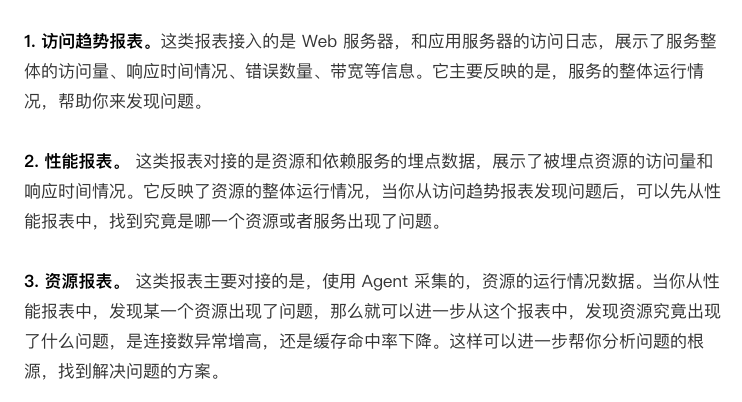 1. 访问趋势报表。这类报表接入的是 Web 服务器，和应用服务器的访问日志，展示了服务整
体的访问量、响应时间情况、错误数量、带宽等信息。它主要反映的是，服务的整体运行情
况，帮助你来发现问题。
2. 性能报表。 这类报表对接的是资源和依赖服务的埋点数据，展示了被埋点资源的访问量和
响应时间情况。它反映了资源的整体运行情况，当你从访问趋势报表发现问题后，可以先从性
能报表中，找到究竟是哪一个资源或者服务出现了问题。
3. 资源报表。 这类报表主要对接的是，使用 Agent 采集的，资源的运行情况数据。当你从性
能报表中，发现某一个资源出现了问题，那么就可以进一步从这个报表中，发现资源究竟出现
了什么问题，是连接数异常增高，还是缓存命中率下降。这样可以进一步帮你分析问题的根
源，找到解决问题的方案。